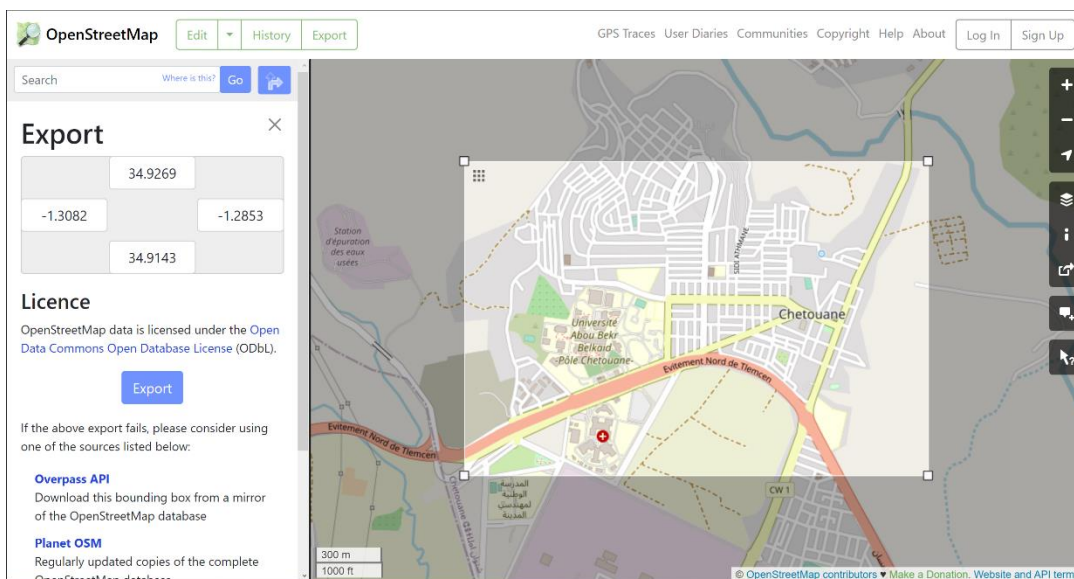 OpenStreetMap
Edit
History
Export
GPS Traces User Diaries Communities Copyright Help About
Log In
Sign Up
Search
Where is this?
Go
Export
34.9269
-1.3082
-1.2853
34.9143
Licence
OpenStreetMap data is licensed under the Open
Data Commons Open Database License (ODbL).
Export
If the above export fails, please consider using
one of the sources listed below:
Overpass API
Download this bounding box from a mirror
of the OpenStreetMap database
Planet OSM
Regularly updated copies of the complete
OpenStreetMap database
Station
d'épuration
des eaux
usées
SIDI ATHMANE
Chetouane
Université
Abou Bekr
Belkaid
-Pôle Chetouane-
Evitement Nord de Tlemcen
Evitement Nord de Tlemcen
المدرسة
الوطنية
المدينة
CW 1
300 m
1000 ft
© OpenStreetMap contributors ♥ Make a Donation. Website and API term